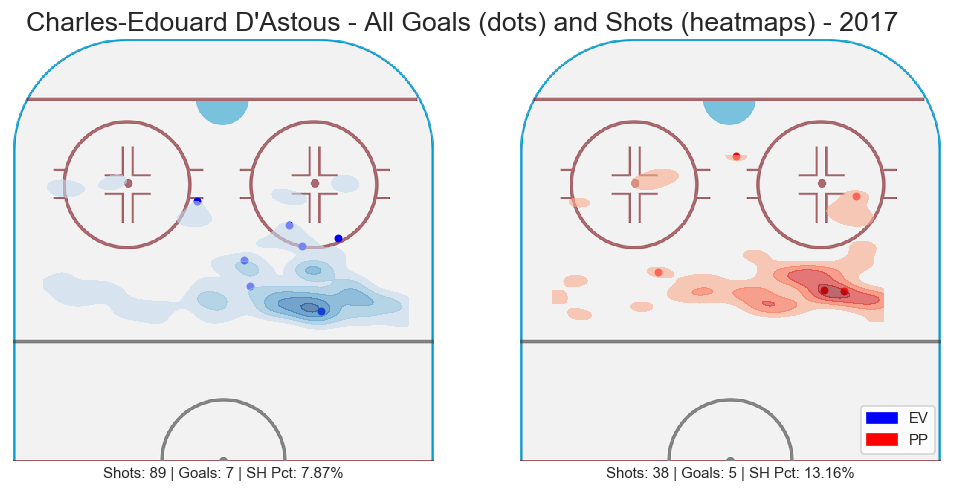 Charles-Edouard D'Astous - All Goals (dots) and Shots (heatmaps) - 2017
EV
PP
Shots: 89 | Goals: 7 | SH Pct: 7.87%
Shots: 38 | Goals: 5 | SH Pct: 13.16%